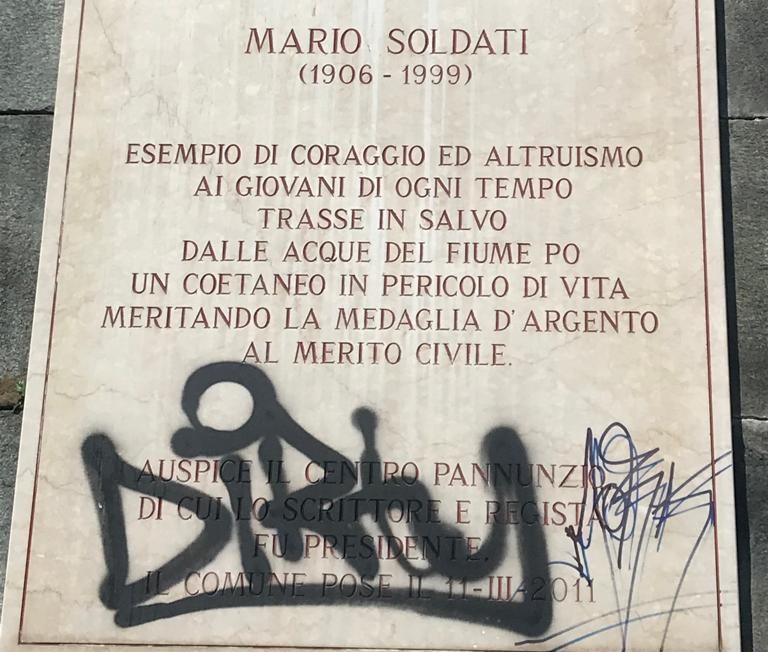 MARIO SOLDATI
(1906 - 1999)
ESEMPIO DI CORAGGIO ED ALTRUISMO
AI GIOVANI DI OGNI TEMPO
TRASSE IN SALVO
DALLE ACQUE DEL FIUME PO
UN COETANEO IN PERICOLO DI VITA
MERITANDO LA MEDAGLIA D'ARGENTO
AL MERITO CIVILE.
AUSPICE IL CENTRO PANNUNZIO
DI CUI LO SCRITTORE E REGISTA
FU PRESIDENTE.
IL COMUNE POSE IL 11-III-2011